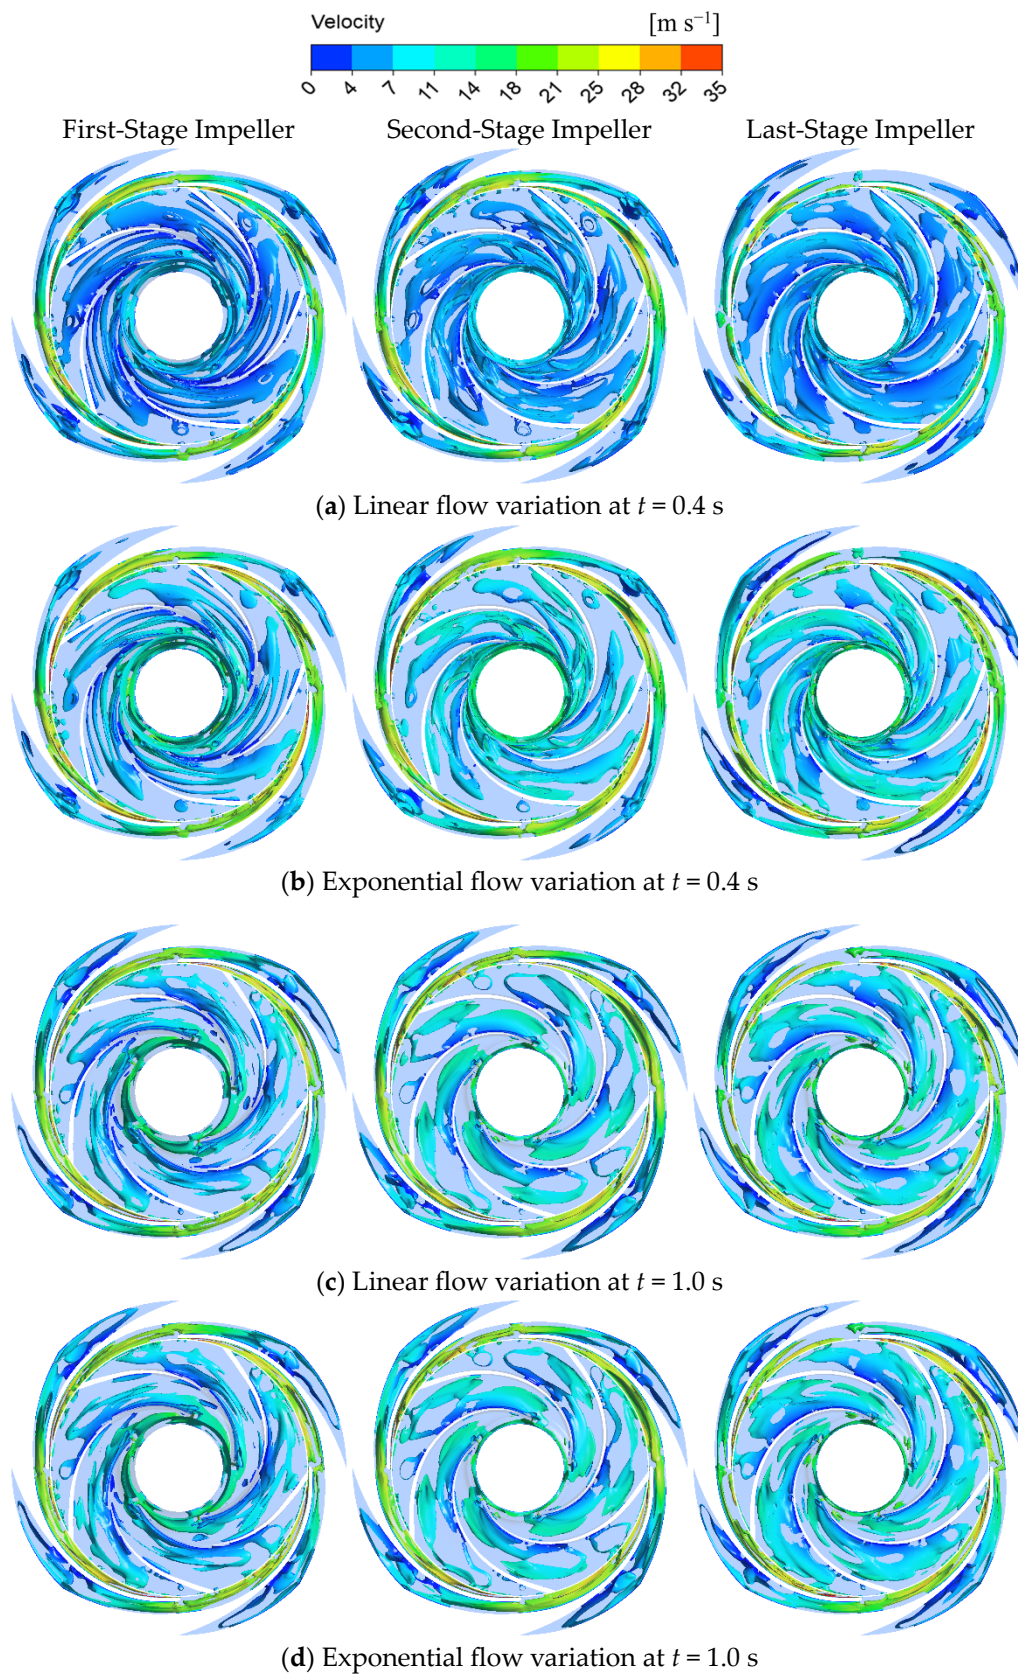 Velocity [m s⁻¹]
0 4 7 11 14 18 21 25 28 32 35
First-Stage Impeller Second-Stage Impeller Last-Stage Impeller
(a) Linear flow variation at t = 0.4 s
(b) Exponential flow variation at t = 0.4 s
(c) Linear flow variation at t = 1.0 s
(d) Exponential flow variation at t = 1.0 s